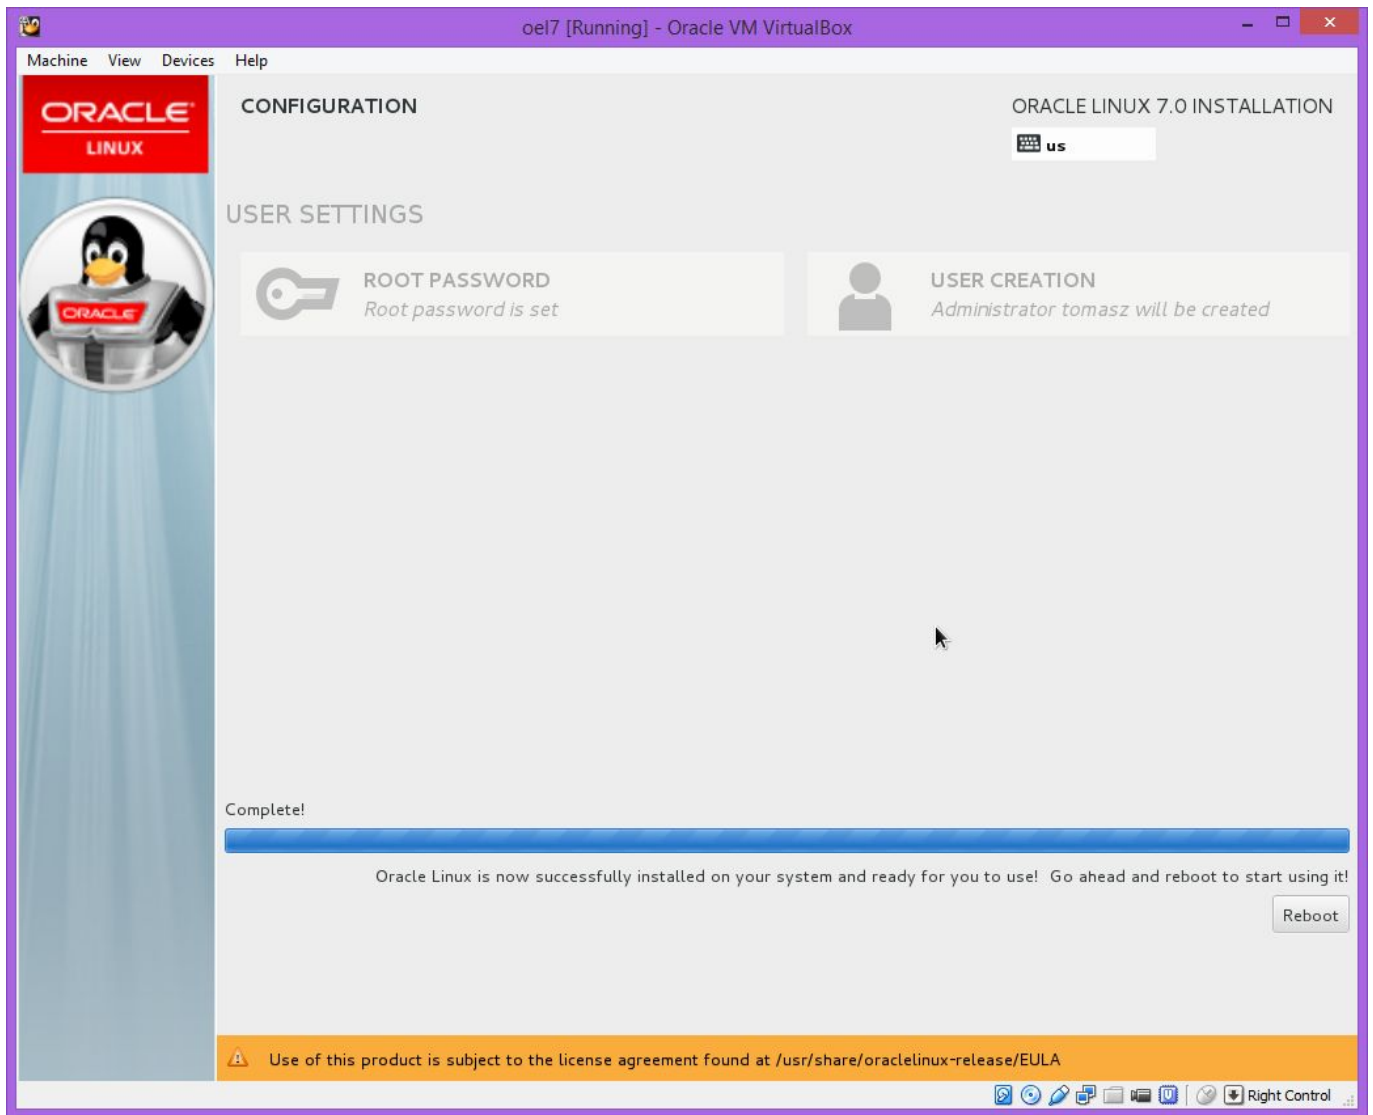 oel7 [Running] - Oracle VM VirtualBox
Machine View Devices Help
ORACLE
LINUX
CONFIGURATION
ORACLE LINUX 7.0 INSTALLATION
us
USER SETTINGS
ORACLE
ROOT PASSWORD
Root password is set
USER CREATION
Administrator tomasz will be created
Complete!
Oracle Linux is now successfully installed on your system and ready for you to use! Go ahead and reboot to start using it!
Reboot
Use of this product is subject to the license agreement found at /usr/share/oraclelinux-release/EULA
Right Control